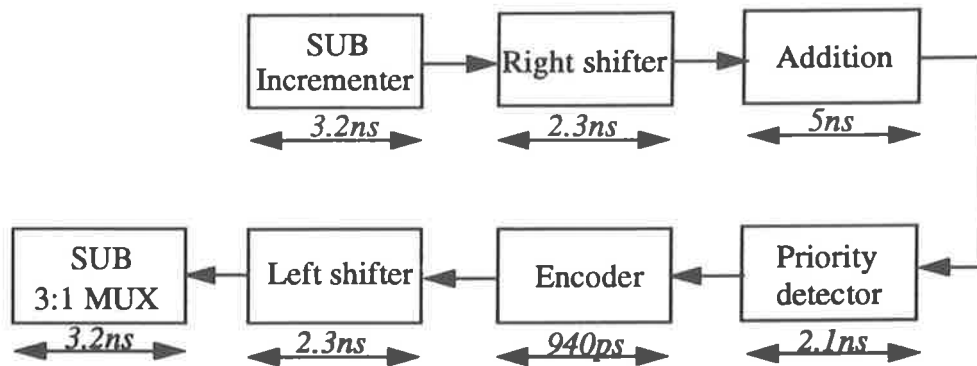 SUB
Incrementer
Right shifter
Addition
3.2ns
2.3ns
5ns
SUB
3:1 MUX
Left shifter
Encoder
Priority
detector
3.2ns
2.3ns
940ps
2.1ns